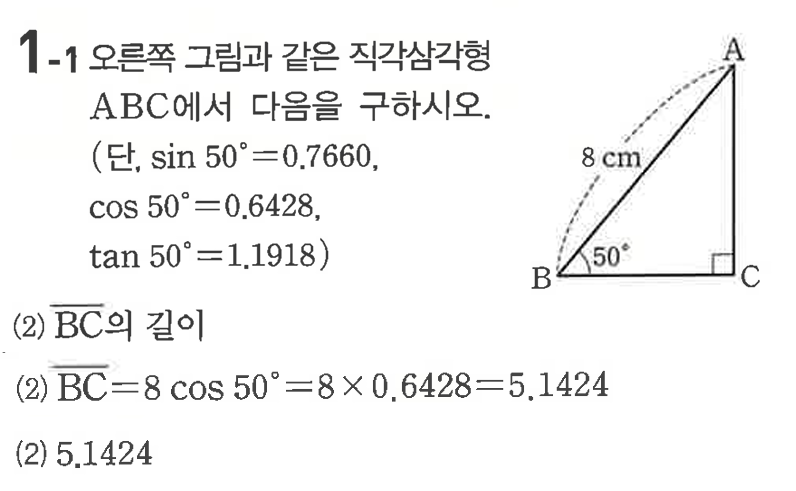 1-1 오른쪽 그림과 같은 직각삼각형
ABC에서 다음을 구하시오.
(단, sin 50°=0.7660,
cos 50°=0.6428,
tan 50°=1.1918)
A
8 cm
50°
B
C
(2) B̅C̅의 길이
(2) B̅C̅=8 cos 50°=8×0.6428=5.1424
(2) 5.1424